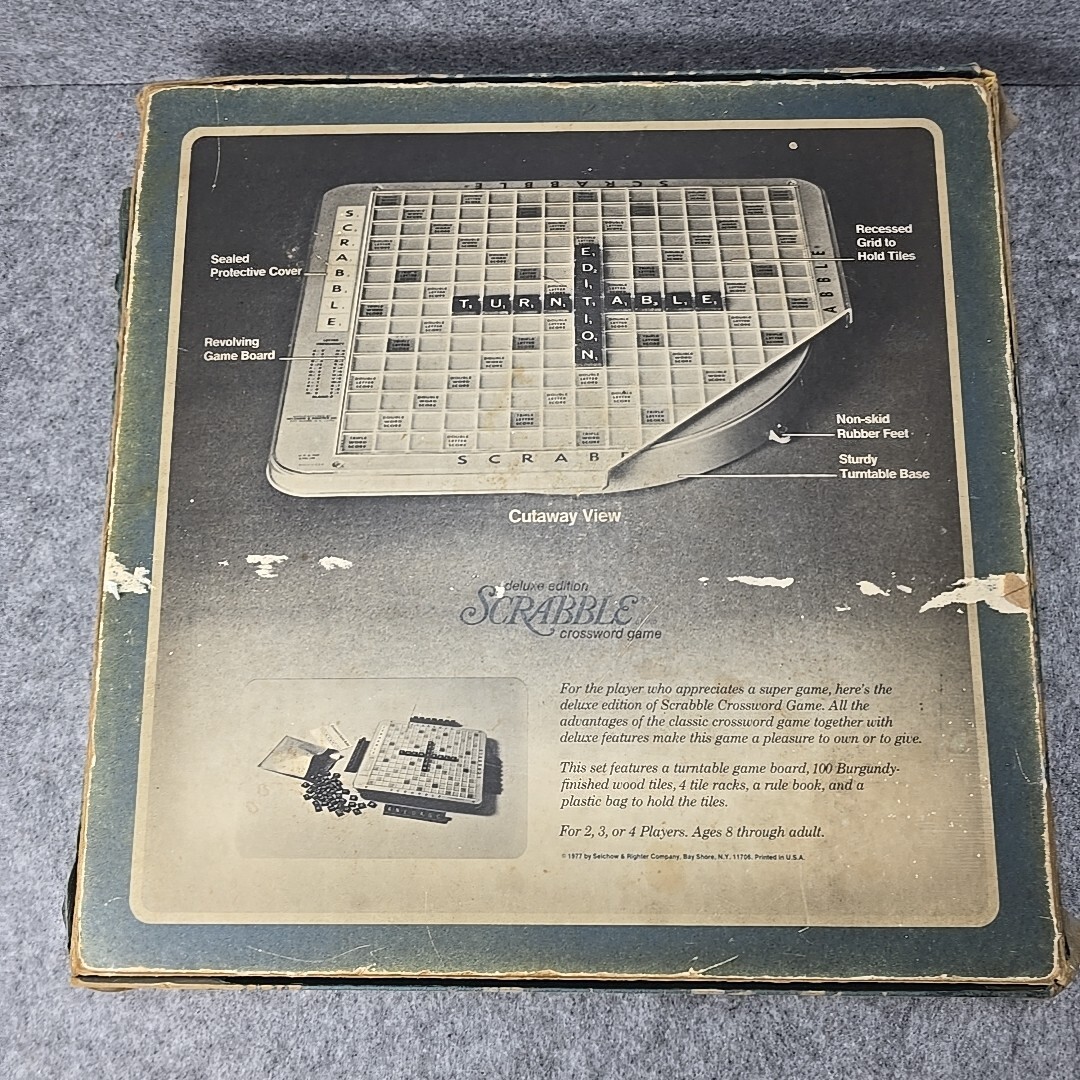 SCRABBLE
SCRABBLE
EDITION
TURNTABLE
ABBLE
SCRAB
Sealed
Protective Cover
Revolving
Game Board
Recessed
Grid to
Hold Tiles
Non-skid
Rubber Feet
Sturdy
Turntable Base
Cutaway View
deluxe edition
SCRABBLE
crossword game
For the player who appreciates a super game, here's the
deluxe edition of Scrabble Crossword Game. All the
advantages of the classic crossword game together with
deluxe features make this game a pleasure to own or to give.
This set features a turntable game board, 100 Burgundy-
finished wood tiles, 4 tile racks, a rule book, and a
plastic bag to hold the tiles.
For 2, 3, or 4 Players. Ages 8 through adult.
© 1977 by Selchow & Righter Company, Bay Shore, N.Y. 11706. Printed in U.S.A.